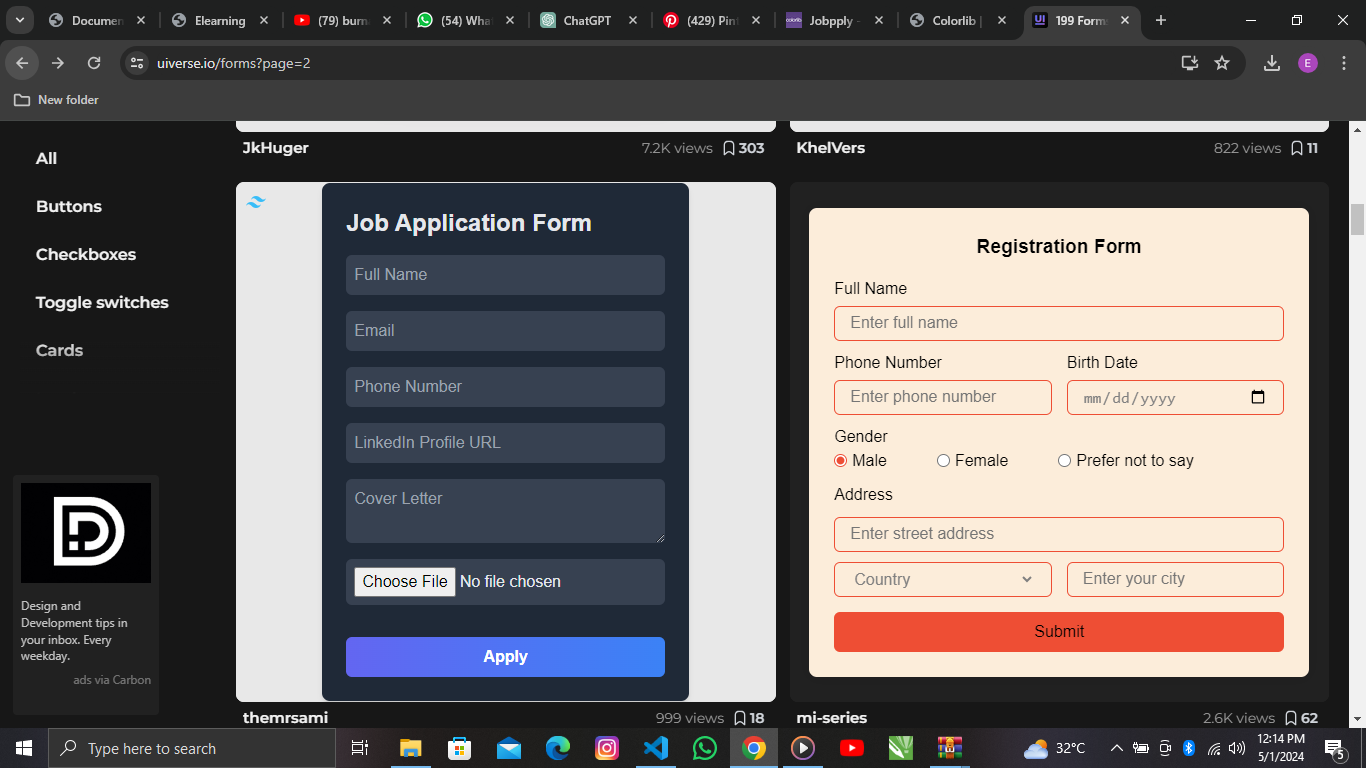 Documen
Elearning
(79) burn
(54) Wha
ChatGPT
(429) Pin
colorlib
Jobpply -
Colorlib |
UI
199 Forms
uiverse.io/forms?page=2
E
New folder
All
Buttons
Checkboxes
Toggle switches
Cards
Design and
Development tips in
your inbox. Every
weekday.
ads via Carbon
JkHuger
7.2K views
303
KhelVers
822 views
11
Job Application Form
Full Name
Email
Phone Number
LinkedIn Profile URL
Cover Letter
Choose File No file chosen
Apply
Registration Form
Full Name
Enter full name
Phone Number
Birth Date
Enter phone number
mm/dd/yyyy
Gender
Male
Female
Prefer not to say
Address
Enter street address
Country
Enter your city
Submit
themrsami
999 views
18
mi-series
2.6K views
62
Type here to search
32°C
12:14 PM
5/1/2024
5